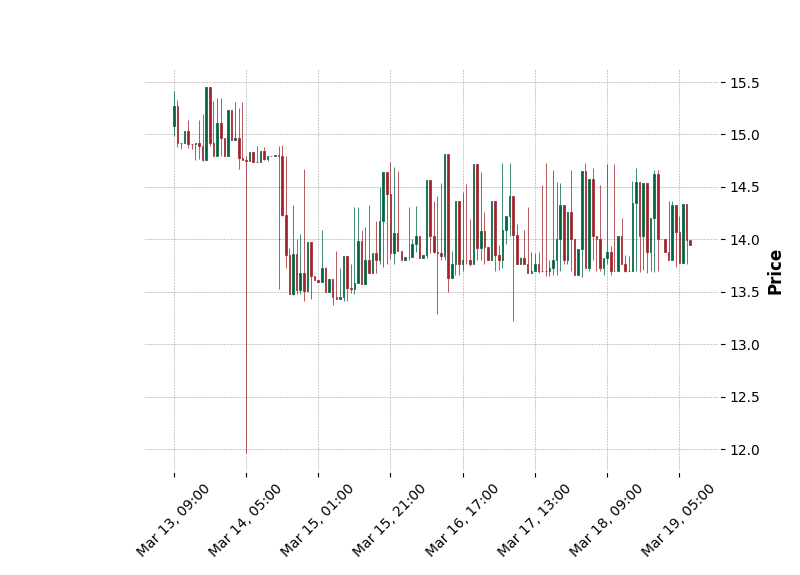 15.5
15.0
14.5
14.0
13.5
13.0
12.5
12.0
Price
Mar 13, 09:00
Mar 14, 05:00
Mar 15, 01:00
Mar 15, 21:00
Mar 16, 17:00
Mar 17, 13:00
Mar 18, 09:00
Mar 19, 05:00